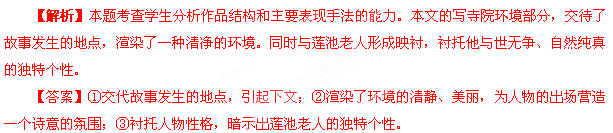 【解析】本题考查学生分析作品结构和主要表现手法的能力。本文的写寺院环境部分，交待了
故事发生的地点，渲染了一种清净的环境。同时与莲池老人形成映衬，衬托他与世无争、自然纯真
的独特个性。
【答案】①交代故事发生的地点，引起下文；②渲染了环境的清静、美丽，为人物的出场营造
一个诗意的氛围；③衬托人物性格，暗示出莲池老人的独特个性。